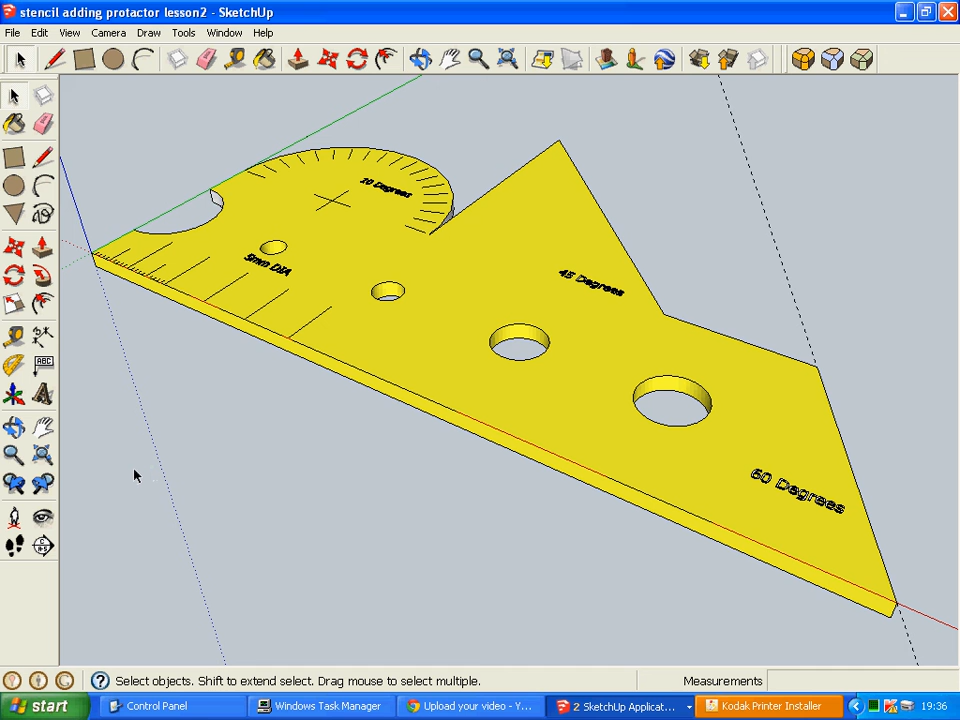 stencil adding protactor lesson2 - SketchUp
File Edit View Camera Draw Tools Window Help
10 Degrees
5mm DIA
45 Degrees
60 Degrees
ABC
Select objects. Shift to extend select. Drag mouse to select multiple.
Measurements
start
Control Panel
Windows Task Manager
Upload your video - Y...
2 SketchUp Applicat...
Kodak Printer Installer
19:36